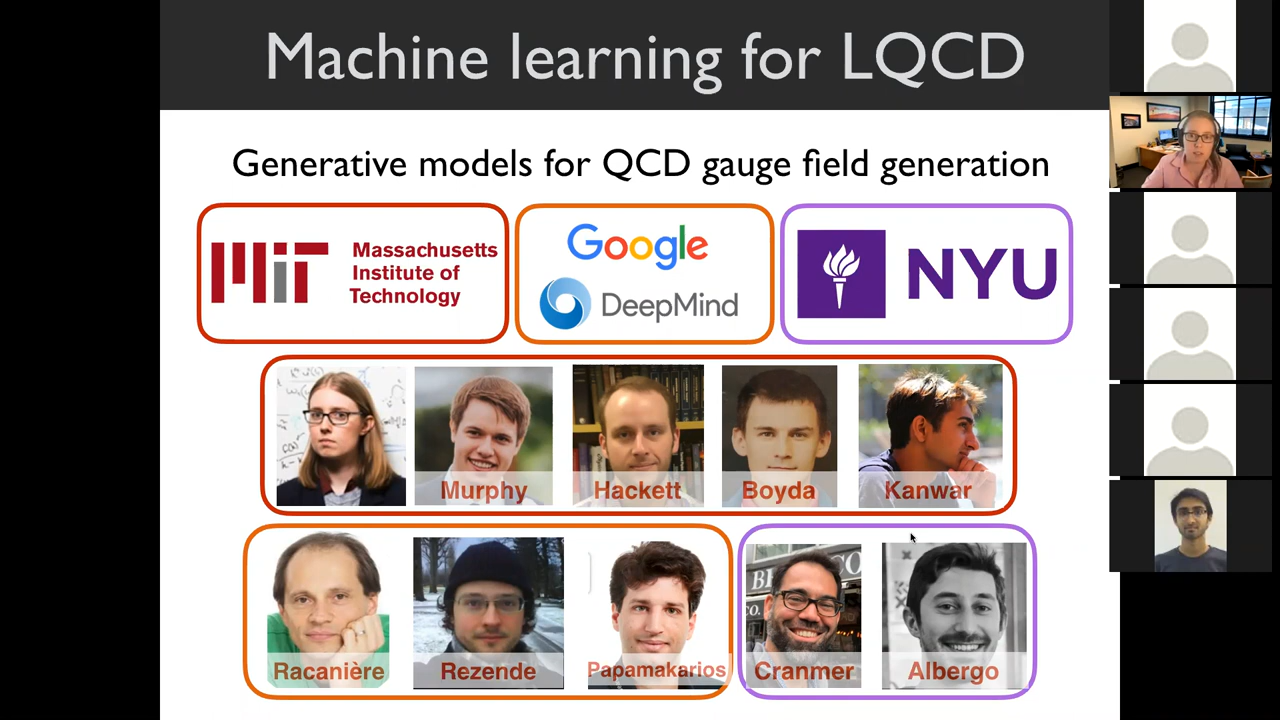 Machine learning for LQCD
Generative models for QCD gauge field generation
Massachusetts
Institute of
Technology
Google
DeepMind
NYU
Murphy
Hackett
Boyda
Kanwar
Racanière
Rezende
Papamakarios
Cranmer
Albergo